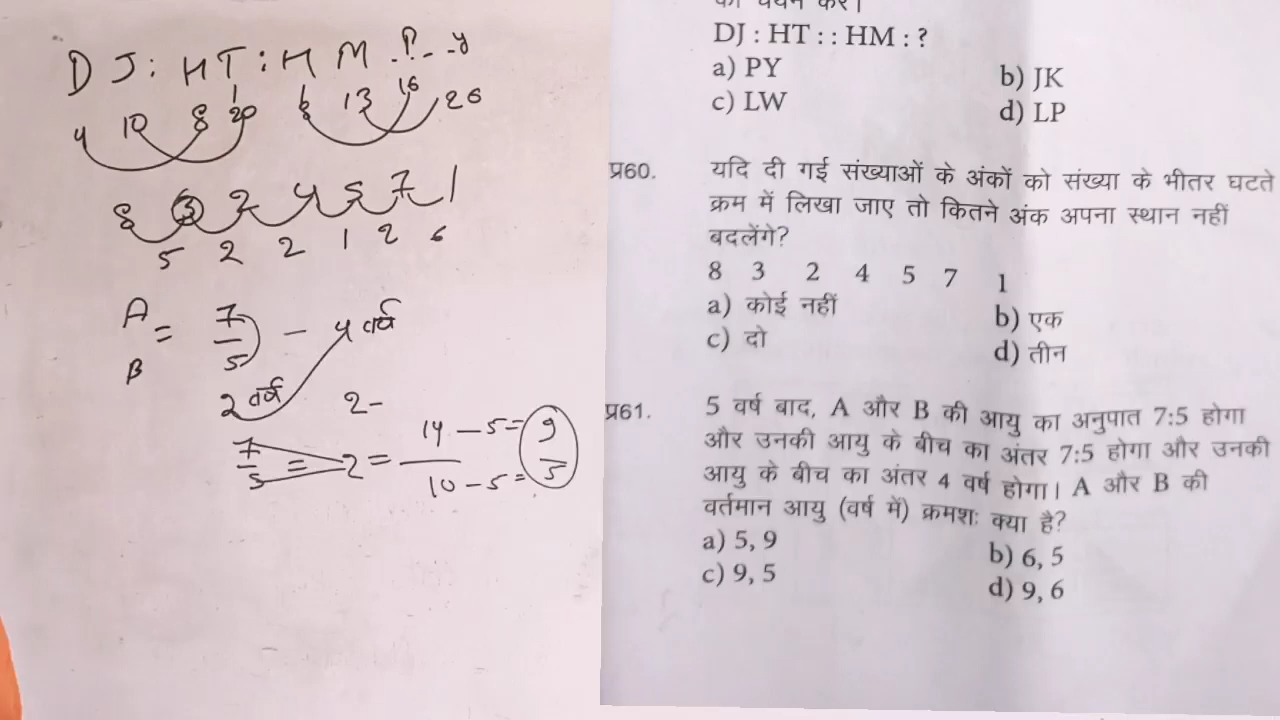 D J : H T : H M .?. - y
4 10 8 20 8 13 16 26
8 3 2 4 5 7 1
5 2 2 1 2 6
A
B
= 7
5
- 4 वर्ष
2 वर्ष
2-
7
5
= 2 = 14 - 5 = 9
10 - 5 = 5
का चयन करें।
DJ : HT : : HM : ?
a) PY
b) JK
c) LW
d) LP
प्र60. यदि दी गई संख्याओं के अंकों को संख्या के भीतर घटते
क्रम में लिखा जाए तो कितने अंक अपना स्थान नहीं
बदलेंगे?
8 3 2 4 5 7 1
a) कोई नहीं
b) एक
c) दो
d) तीन
प्र61. 5 वर्ष बाद, A और B की आयु का अनुपात 7:5 होगा
और उनकी आयु के बीच का अंतर 7:5 होगा और उनकी
आयु के बीच का अंतर 4 वर्ष होगा। A और B की
वर्तमान आयु (वर्ष में) क्रमशः क्या है?
a) 5, 9
b) 6, 5
c) 9, 5
d) 9, 6